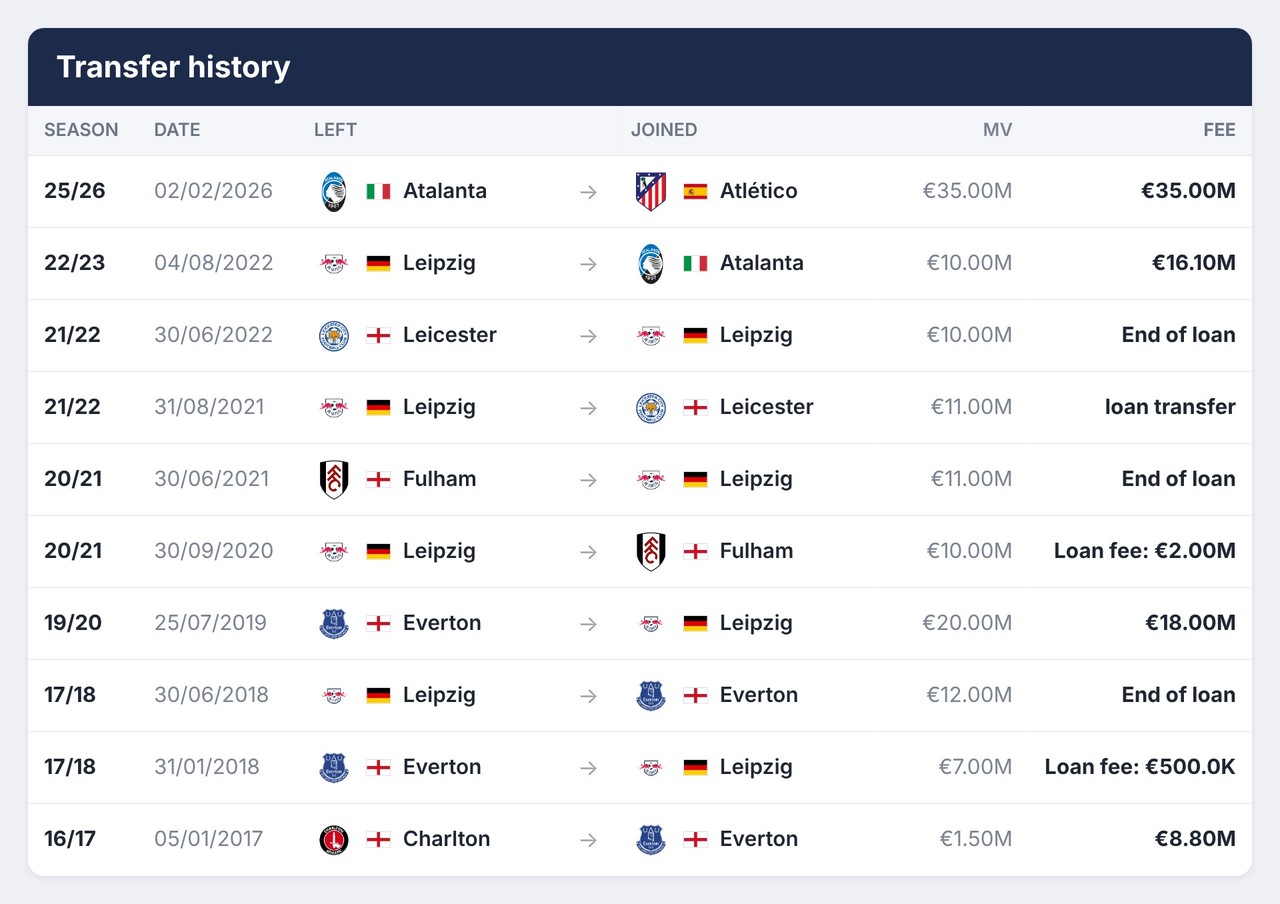 Transfer history
SEASON DATE LEFT JOINED MV FEE
25/26 02/02/2026 Atalanta → Atlético €35.00M €35.00M
22/23 04/08/2022 Leipzig → Atalanta €10.00M €16.10M
21/22 30/06/2022 Leicester → Leipzig €10.00M End of loan
21/22 31/08/2021 Leipzig → Leicester €11.00M loan transfer
20/21 30/06/2021 Fulham → Leipzig €11.00M End of loan
20/21 30/09/2020 Leipzig → Fulham €10.00M Loan fee: €2.00M
19/20 25/07/2019 Everton → Leipzig €20.00M €18.00M
17/18 30/06/2018 Leipzig → Everton €12.00M End of loan
17/18 31/01/2018 Everton → Leipzig €7.00M Loan fee: €500.0K
16/17 05/01/2017 Charlton → Everton €1.50M €8.80M